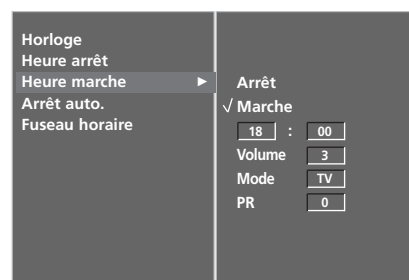 Horloge
Heure arrêt
Heure marche ►
Arrêt auto.
Fuseau horaire
Arrêt
√ Marche
18 : 00
Volume 3
Mode TV
PR 0